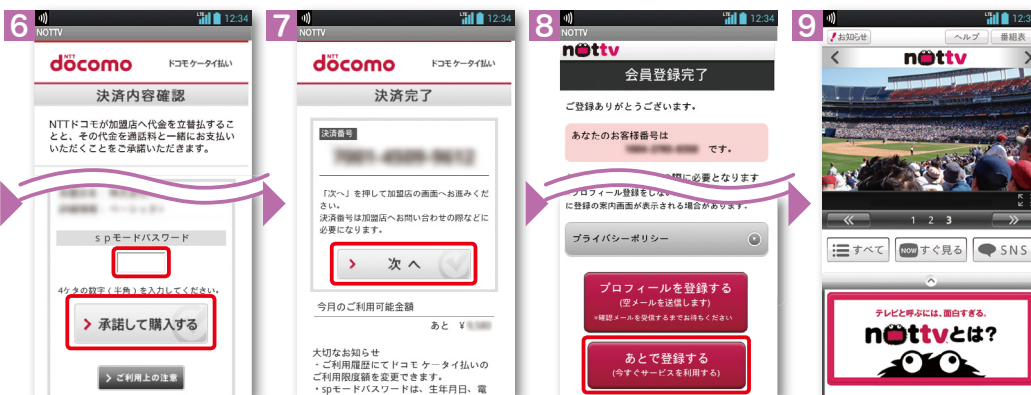 6
12:34
NOTTV
NTT
döcomo
ドコモ ケータイ払い
決済内容確認
NTTドコモが加盟店へ代金を立替払するこ
とと、その代金を通話料と一緒にお支払い
いただくことをご承諾いただきます。
spモードパスワード
4ケタの数字(半角)を入力してください。
承諾して購入する
ご利用上の注意
7
12:34
NOTTV
NTT
döcomo
ドコモ ケータイ払い
決済完了
決済番号
「次へ」を押して加盟店の画面へお進みくだ
さい。
決済番号は加盟店へお問い合わせの際などに
必要になります。
次 へ
今月のご利用可能金額
あと ¥
大切なお知らせ
・ご利用履歴にてドコモ ケータイ払いの
ご利用限度額を変更できます。
・spモードパスワードは、生年月日、電
8
12:34
NOTTV
nottv
会員登録完了
ご登録ありがとうございます。
あなたのお客様番号は
です。
際に必要となります
プロフィール登録をしな
に登録の案内画面が表示される場合があります。
プライバシーポリシー
プロフィールを登録する
(空メールを送信します)
※確認メールを受信するまでお待ちください
あとで登録する
(今すぐサービスを利用する)
9
12:3
お知らせ
ヘルプ
番組表
nottv
1 2 3
すべて
NOW すぐ見る
SNS
テレビと呼ぶには、面白すぎる。
nottvとは?